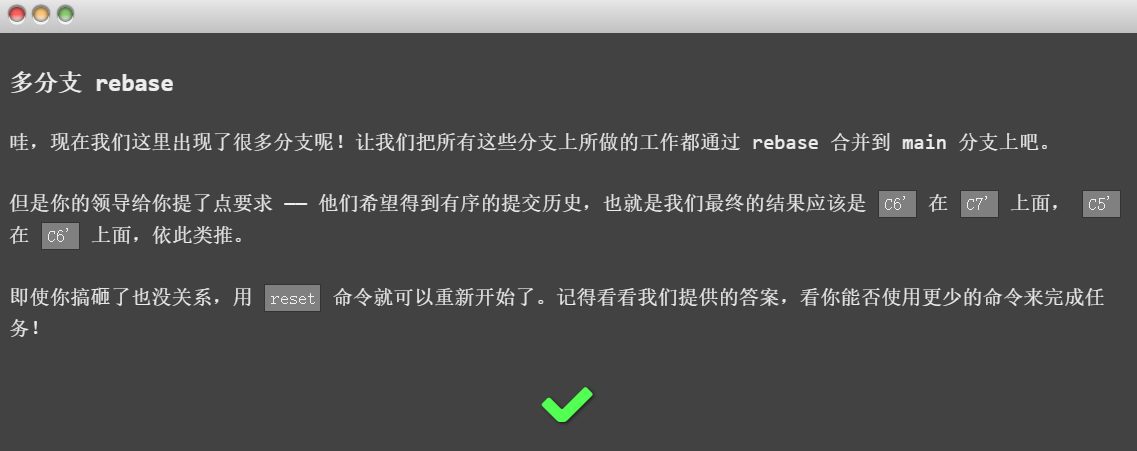 多分支 rebase
哇，现在我们这里出现了很多分支呢！让我们把所有这些分支上所做的工作都通过 rebase 合并到 main 分支上吧。
但是你的领导给你提了点要求 —— 他们希望得到有序的提交历史，也就是我们最终的结果应该是 C6' 在 C7' 上面， C5'
在 C6' 上面，依此类推。
即使你搞砸了也没关系，用 reset 命令就可以重新开始了。记得看看我们提供的答案，看你能否使用更少的命令来完成任
务！